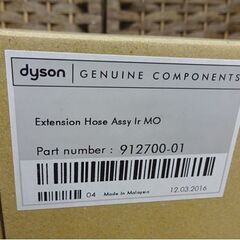 dyson GENUINE COMPONENTS
Extension Hose Assy Ir MO
Part number : 912700-01
04 Made In Malaysia 12.03.2016